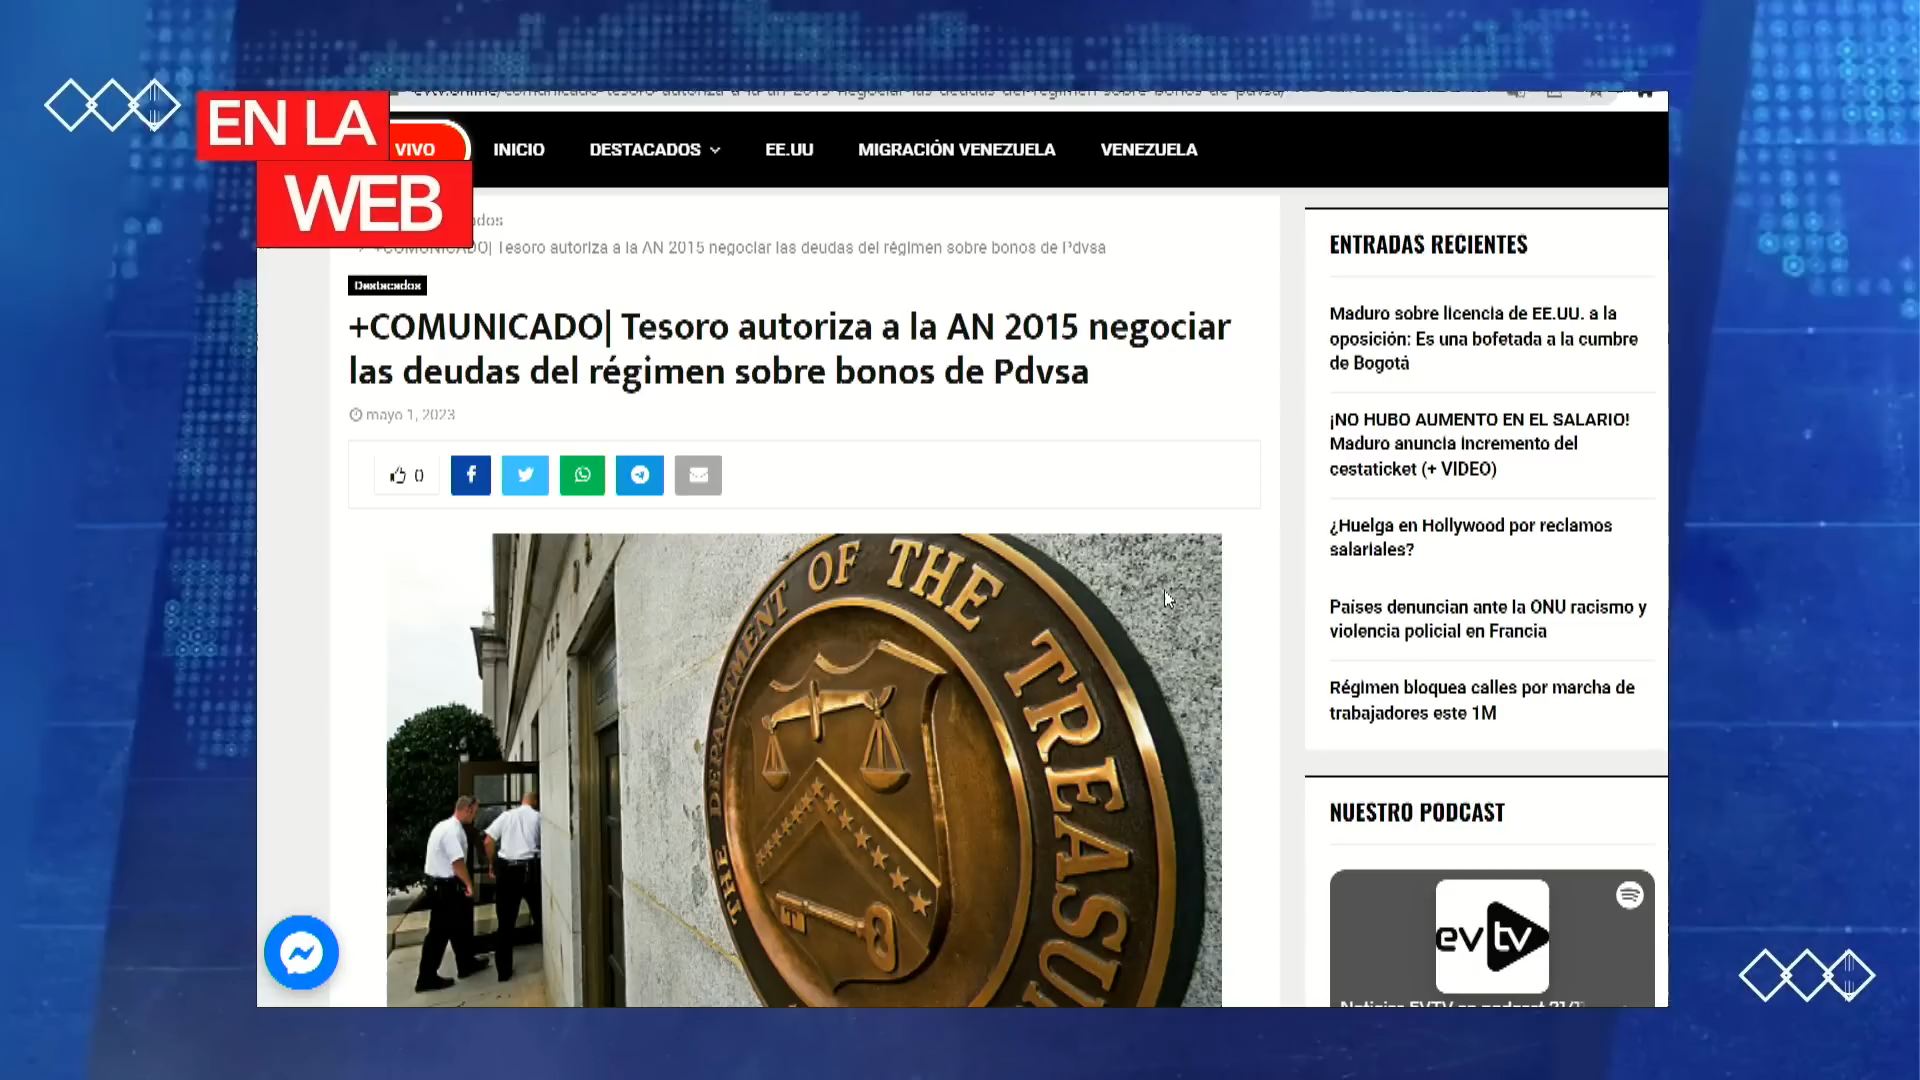 EN LA
WEB
VIVO
INICIO
DESTACADOS
EE.UU
MIGRACIÓN VENEZUELA
VENEZUELA
+COMUNICADO| Tesoro autoriza a la AN 2015 negociar las deudas del régimen sobre bonos de Pdvsa
Destacados
+COMUNICADO| Tesoro autoriza a la AN 2015 negociar
las deudas del régimen sobre bonos de Pdvsa
mayo 1, 2023
0
THE DEPARTMENT OF THE TREASU
ENTRADAS RECIENTES
Maduro sobre licencia de EE.UU. a la
oposición: Es una bofetada a la cumbre
de Bogotá
¡NO HUBO AUMENTO EN EL SALARIO!
Maduro anuncia incremento del
cestaticket (+ VIDEO)
¿Huelga en Hollywood por reclamos
salariales?
Países denuncian ante la ONU racismo y
violencia policial en Francia
Régimen bloquea calles por marcha de
trabajadores este 1M
NUESTRO PODCAST
evtv